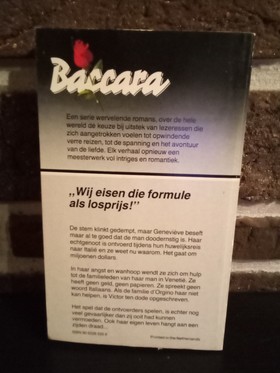 Baccara
Een serie wervelende romans, over de hele
wereld de keuze bij uitstek van lezeressen die
zich aangetrokken voelen tot opwindende
verre reizen, tot de spanning en het avontuur
van de liefde. Elk verhaal opnieuw een
meesterwerk vol intriges en romantiek.
„Wij eisen die formule
als losprijs!"
De stem klinkt gedempt, maar Geneviève beseft
maar al te goed dat de man doodernstig is. Haar
echtgenoot is ontvoerd tijdens hun huwelijksreis
naar Italië en ze weet nu waarom. Het gaat om
miljoenen dollars.
In haar angst en wanhoop wendt ze zich om hulp
tot de familieleden van haar man in Venetië. Ze
heeft geen geld, geen papieren. Ze spreekt geen
woord Italiaans. Als de familie d'Orgino haar niet
kan helpen, is Victor ten dode opgeschreven.
Het spel dat de ontvoerders spelen, is echter nog
veel gevaarlijker dan zij ooit had kunnen
vermoeden. Ook haar eigen leven hangt aan een
zijden draad...
Printed in the Netherlands